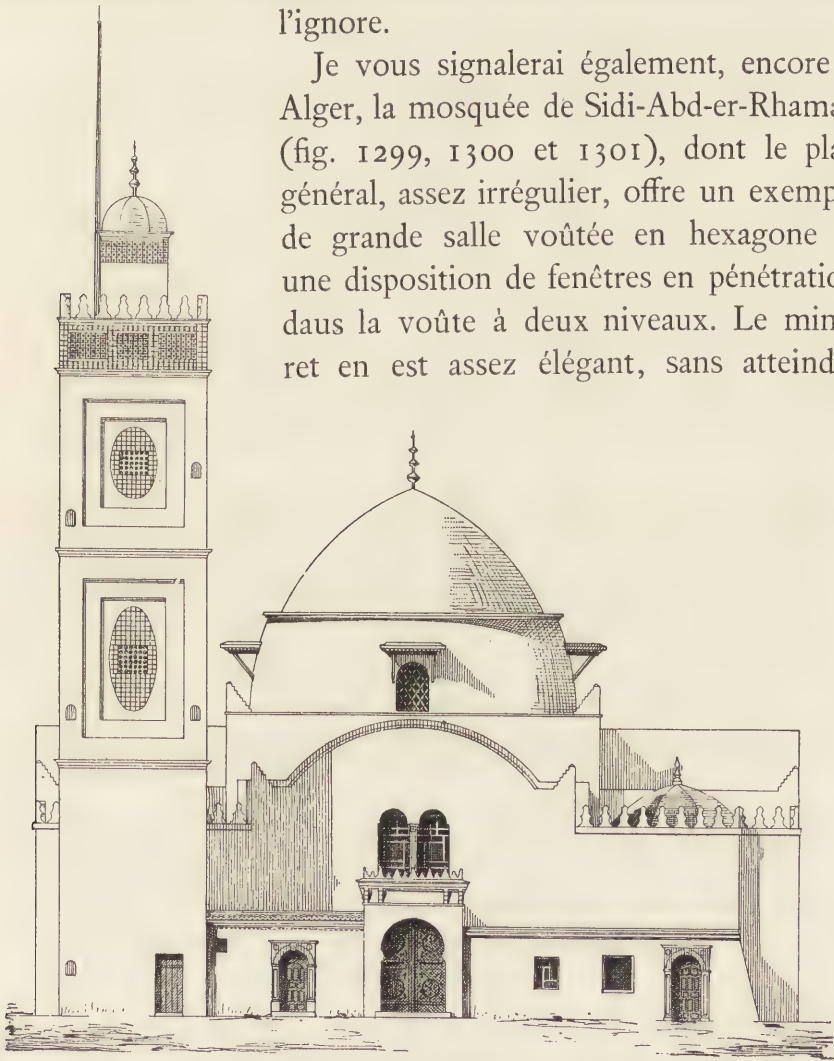 l'ignore.
Je vous signalerai également, encore
Alger, la mosquée de Sidi-Abd-er-Rhama
(fig. 1299, 1300 et 1301), dont le pla
général, assez irrégulier, offre un exemp
de grande salle voûtée en hexagone
une disposition de fenêtres en pénétratio
daus la voûte à deux niveaux. Le mina
ret en est assez élégant, sans atteind